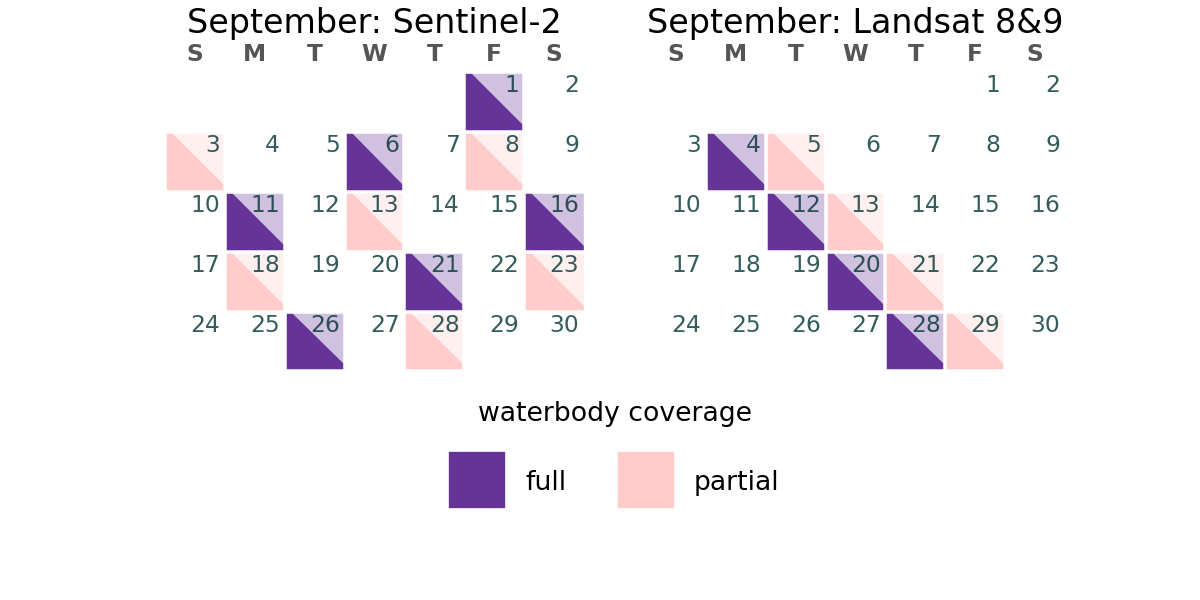 September: Sentinel-2
S M T W T F S
1 2
3 4 5 6 7 8 9
10 11 12 13 14 15 16
17 18 19 20 21 22 23
24 25 26 27 28 29 30
September: Landsat 8&9
S M T W T F S
1 2
3 4 5 6 7 8 9
10 11 12 13 14 15 16
17 18 19 20 21 22 23
24 25 26 27 28 29 30
waterbody coverage
full
partial